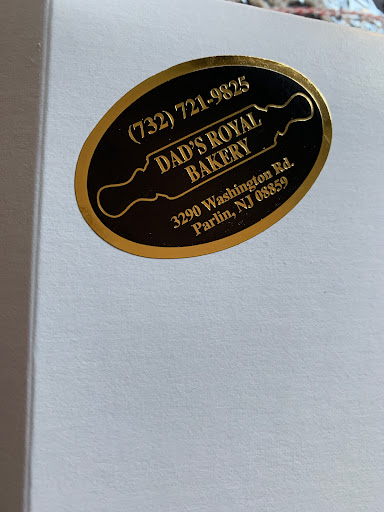 (732) 721-9825
DAD'S ROYAL
BAKERY
3290 Washington Rd.
Parlin, NJ 08859